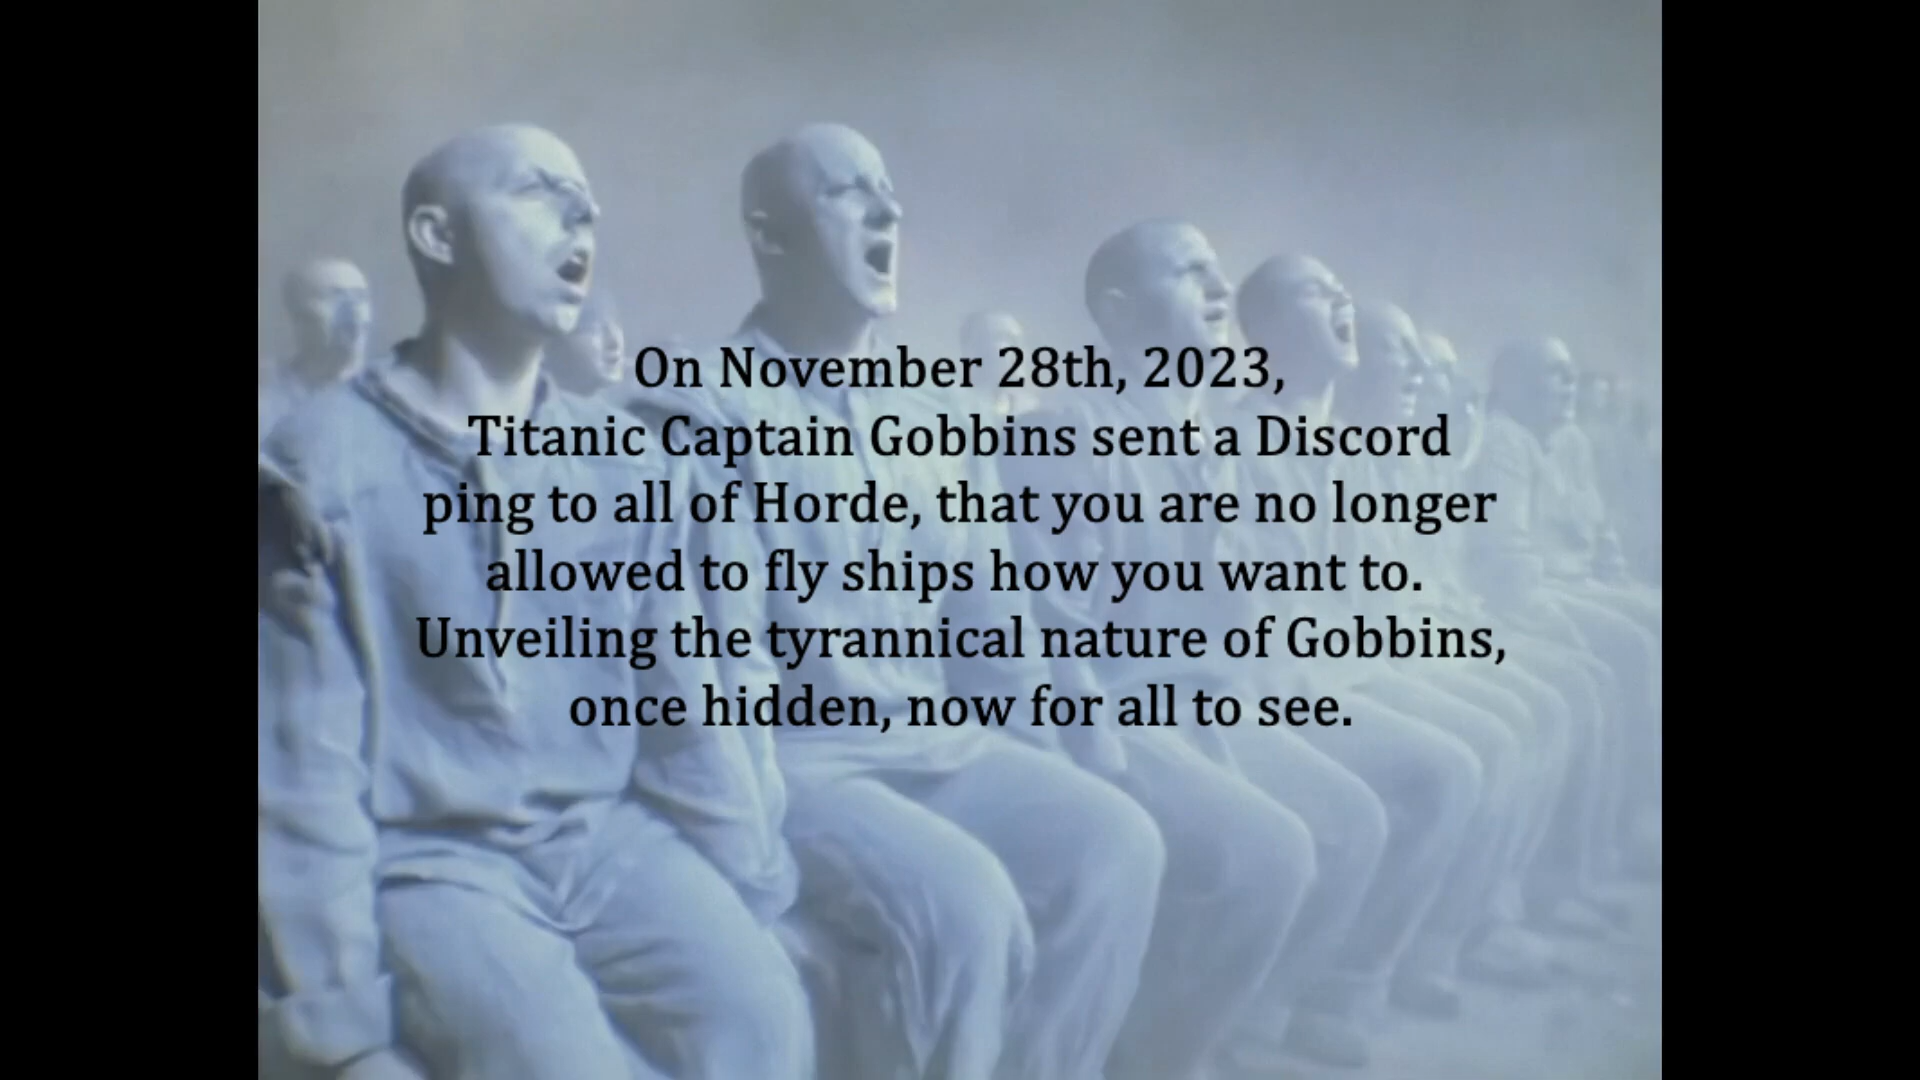 On November 28th, 2023,
Titanic Captain Gobbins sent a Discord
ping to all of Horde, that you are no longer
allowed to fly ships how you want to.
Unveiling the tyrannical nature of Gobbins,
once hidden, now for all to see.